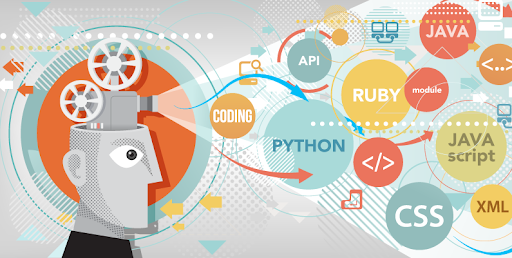 JAVA
API
<...>
RUBY
module
CODING
PYTHON
</>
JAVA
script
CSS
XML